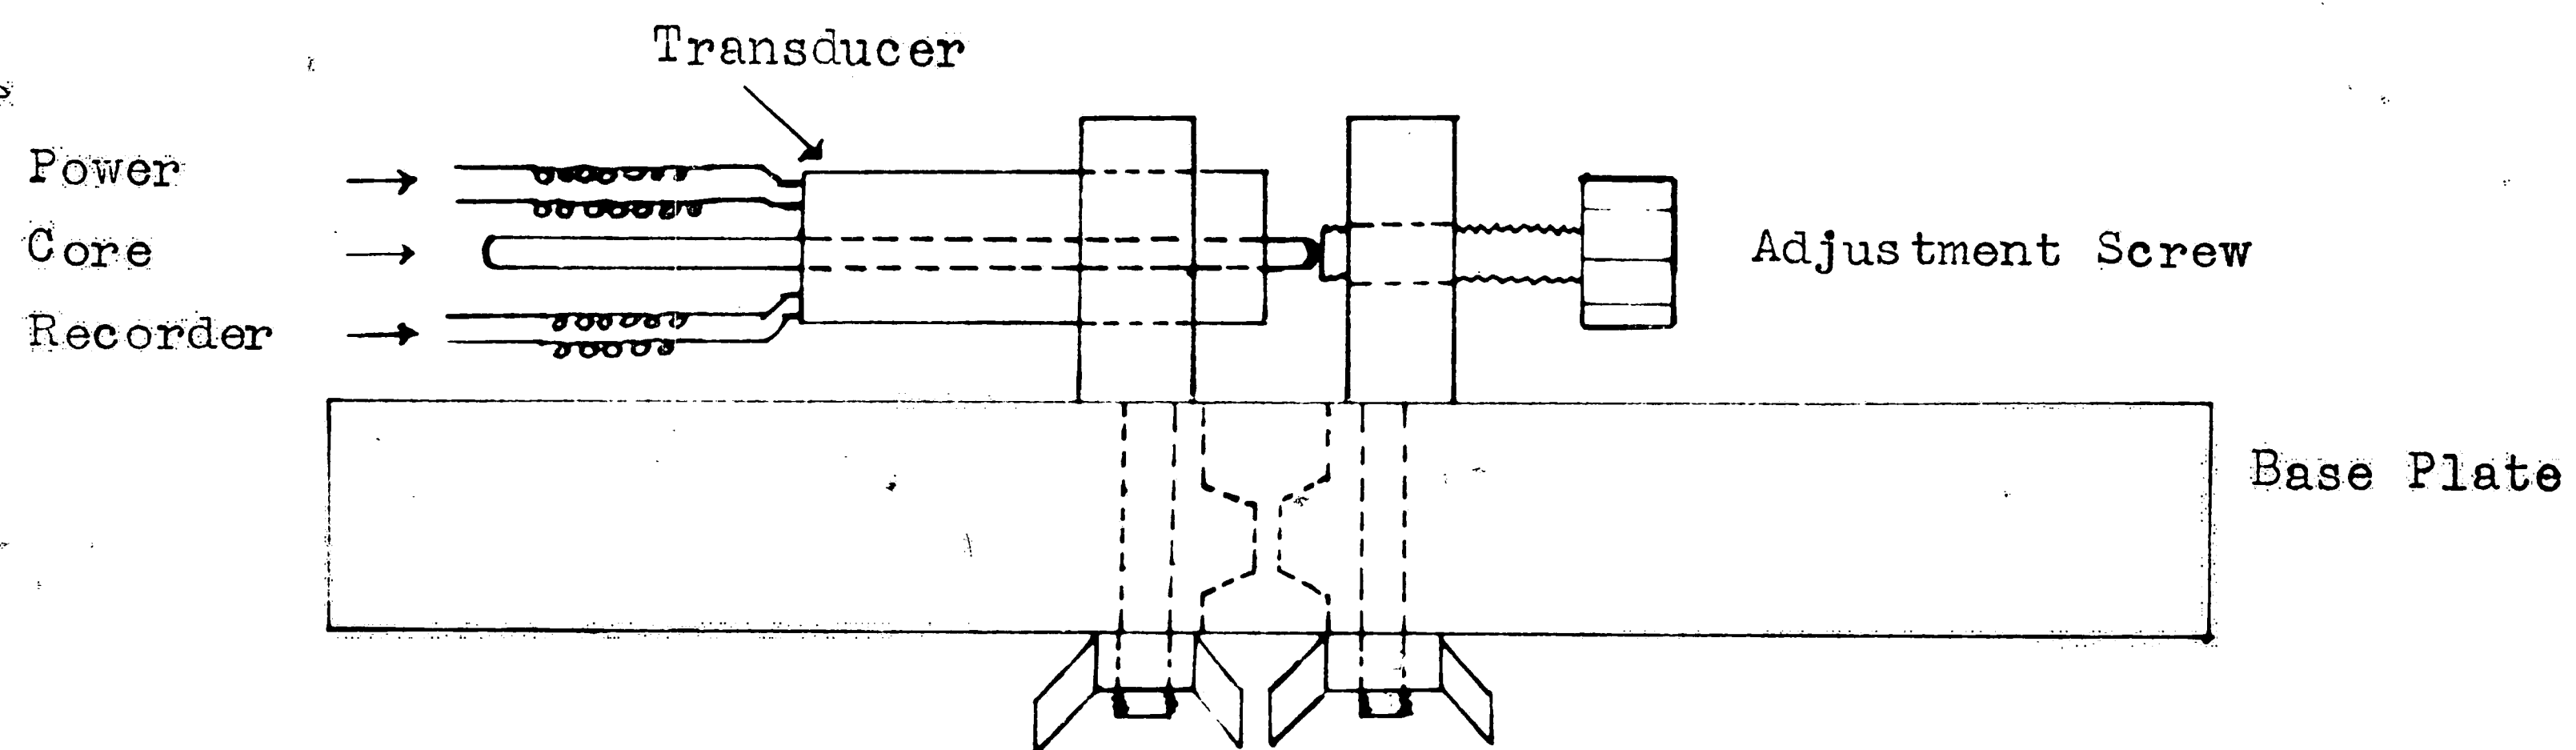 Transducer
Power
Core
Adjustment Screw
Recorder
Base Plate